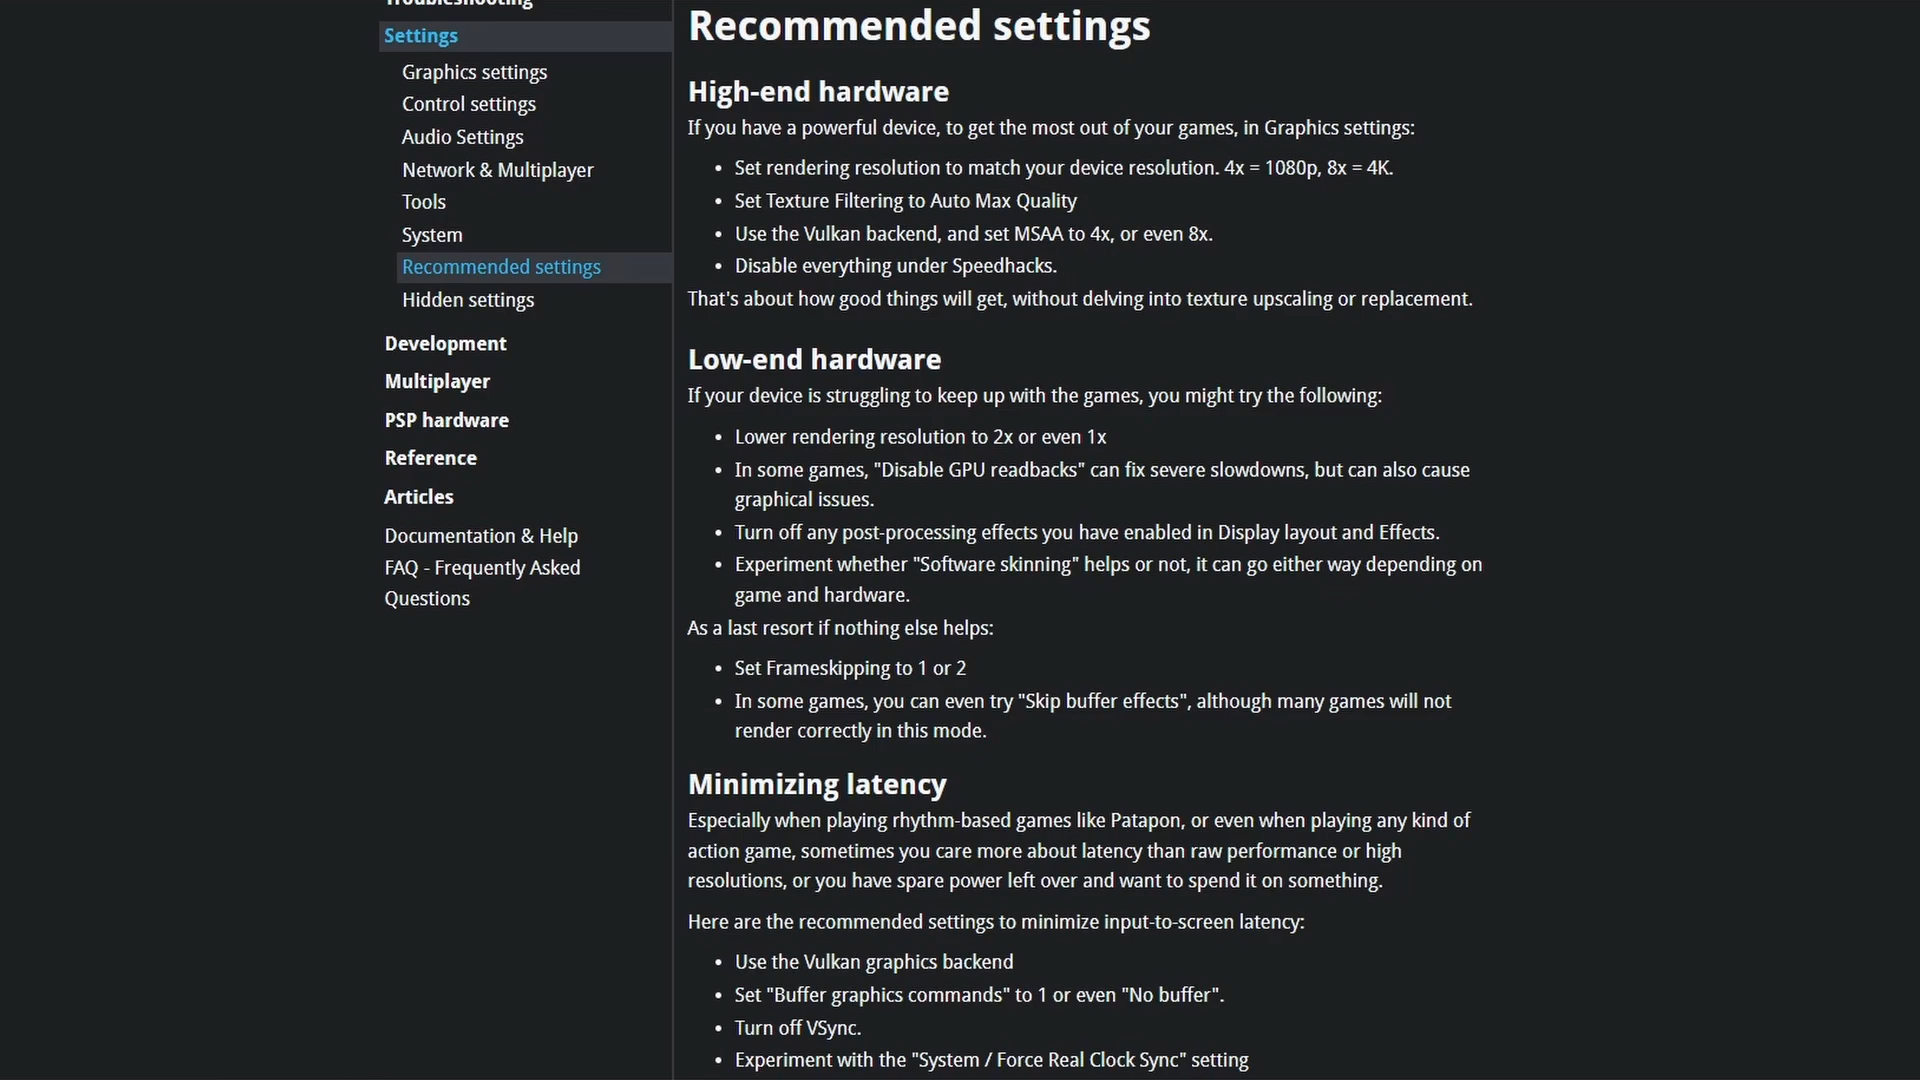 Troubleshooting
Settings
Graphics settings
Control settings
Audio Settings
Network & Multiplayer
Tools
System
Recommended settings
Hidden settings
Development
Multiplayer
PSP hardware
Reference
Articles
Documentation & Help
FAQ - Frequently Asked
Questions
Recommended settings
High-end hardware
If you have a powerful device, to get the most out of your games, in Graphics settings:
• Set rendering resolution to match your device resolution. 4x = 1080p, 8x = 4K.
• Set Texture Filtering to Auto Max Quality
• Use the Vulkan backend, and set MSAA to 4x, or even 8x.
• Disable everything under Speedhacks.
That's about how good things will get, without delving into texture upscaling or replacement.
Low-end hardware
If your device is struggling to keep up with the games, you might try the following:
• Lower rendering resolution to 2x or even 1x
• In some games, "Disable GPU readbacks" can fix severe slowdowns, but can also cause
graphical issues.
• Turn off any post-processing effects you have enabled in Display layout and Effects.
• Experiment whether "Software skinning" helps or not, it can go either way depending on
game and hardware.
As a last resort if nothing else helps:
• Set Frameskipping to 1 or 2
• In some games, you can even try "Skip buffer effects", although many games will not
render correctly in this mode.
Minimizing latency
Especially when playing rhythm-based games like Patapon, or even when playing any kind of
action game, sometimes you care more about latency than raw performance or high
resolutions, or you have spare power left over and want to spend it on something.
Here are the recommended settings to minimize input-to-screen latency:
• Use the Vulkan graphics backend
• Set "Buffer graphics commands" to 1 or even "No buffer".
• Turn off VSync.
• Experiment with the "System / Force Real Clock Sync" setting